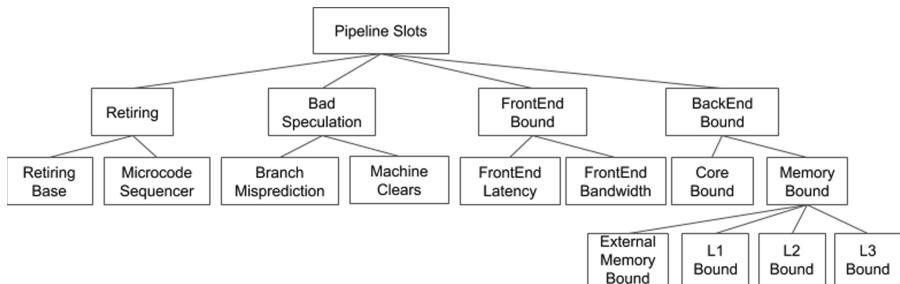 Pipeline Slots
Retiring
Bad
Speculation
FrontEnd
Bound
BackEnd
Bound
Retiring
Base
Microcode
Sequencer
Branch
Misprediction
Machine
Clears
FrontEnd
Latency
FrontEnd
Bandwidth
Core
Bound
Memory
Bound
External
Memory
Bound
L1
Bound
L2
Bound
L3
Bound